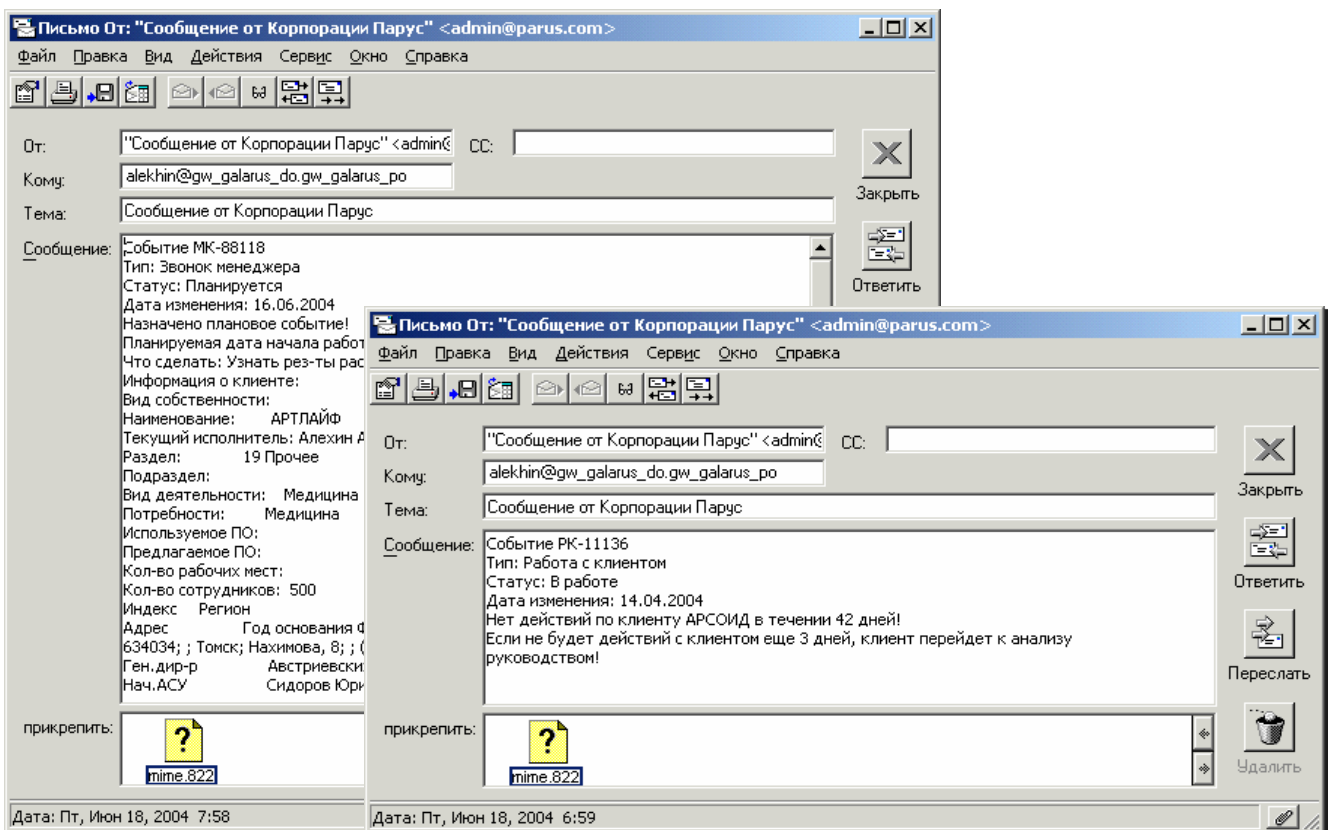 Письмо От: "Сообщение от Корпорации Парус" <admin@parus.com>
Файл Правка Вид Действия Сервис Окно Справка
От: "Сообщение от Корпорации Парус" <admin@ CC:
Кому: alekhin@gw_galarus_do.gw_galarus_po
Тема: Сообщение от Корпорации Парус
Сообщение: Событие МК-88118
Тип: Звонок менеджера
Статус: Планируется
Дата изменения: 16.06.2004
Назначено плановое событие!
Планируемая дата начала работ
Что сделать: Узнать рез-ты рас
Информация о клиенте:
Вид собственности:
Наименование: АРТЛАЙФ
Текущий исполнитель: Алехин А
Раздел: 19 Прочее
Подраздел:
Вид деятельности: Медицина
Потребности: Медицина
Используемое ПО:
Предлагаемое ПО:
Кол-во рабочих мест:
Кол-во сотрудников: 500
Индекс Регион
Адрес Год основания Ф
634034; ; Томск; Нахимова, 8; ; (
Ген.дир-р Австриевских
Нач.АСУ Сидоров Юри
прикрепить:
mime.822
Закрыть
Ответить
Дата: Пт, Июн 18, 2004 7:58
Письмо От: "Сообщение от Корпорации Парус" <admin@parus.com>
Файл Правка Вид Действия Сервис Окно Справка
От: "Сообщение от Корпорации Парус" <admin@ CC:
Кому: alekhin@gw_galarus_do.gw_galarus_po
Тема: Сообщение от Корпорации Парус
Сообщение: Событие РК-11136
Тип: Работа с клиентом
Статус: В работе
Дата изменения: 14.04.2004
Нет действий по клиенту АРСОИД в течении 42 дней!
Если не будет действий с клиентом еще 3 дней, клиент перейдет к анализу
руководством!
прикрепить:
mime.822
Закрыть
Ответить
Переслать
Удалить
Дата: Пт, Июн 18, 2004 6:59